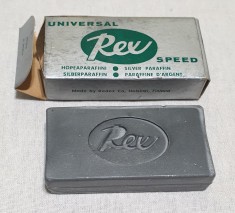 UNIVERSAL
Rex
SPEED
HOPEAPARAFIINI ● SILVER PARAFFIN
SILBERPARAFFIN ● PARAFFINE D'ARGENT
Rex